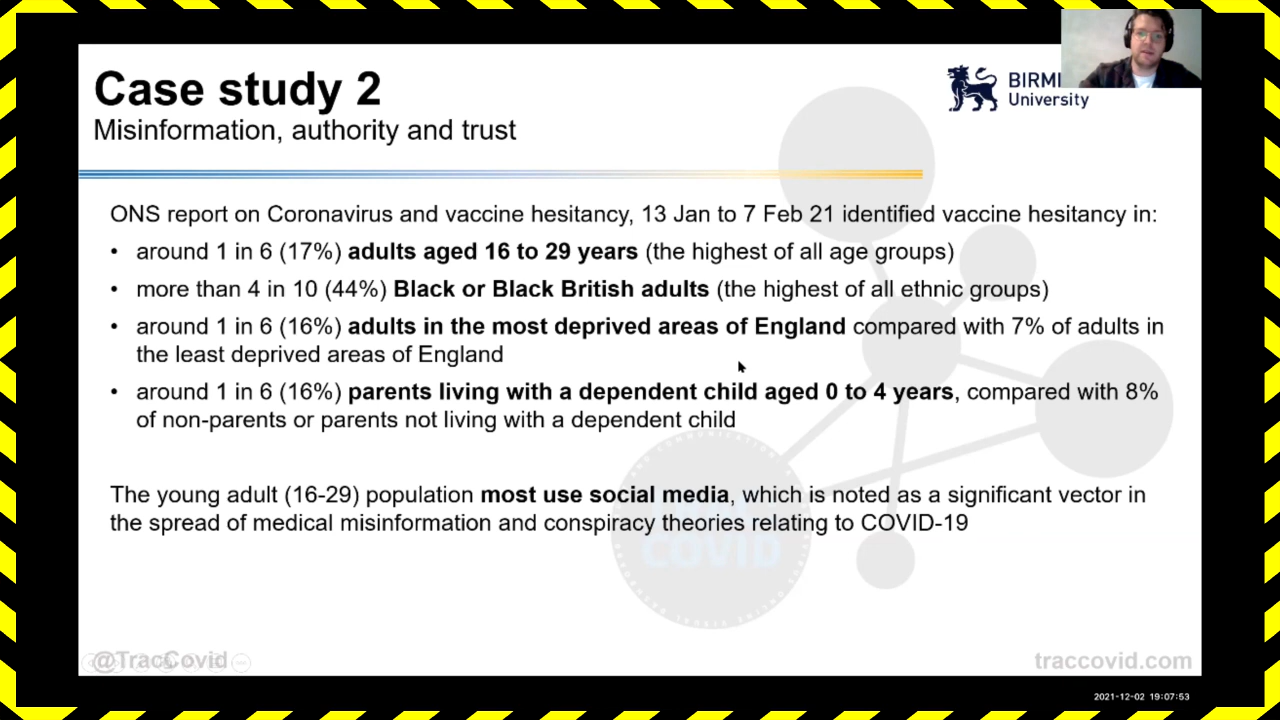 Case study 2
Misinformation, authority and trust
University
ONS report on Coronavirus and vaccine hesitancy, 13 Jan to 7 Feb 21 identified vaccine hesitancy in:
• around 1 in 6 (17%) adults aged 16 to 29 years (the highest of all age groups)
• more than 4 in 10 (44%) Black or Black British adults (the highest of all ethnic groups)
• around 1 in 6 (16%) adults in the most deprived areas of England compared with 7% of adults in
the least deprived areas of England
• around 1 in 6 (16%) parents living with a dependent child aged 0 to 4 years, compared with 8%
of non-parents or parents not living with a dependent child
The young adult (16-29) population most use social media, which is noted as a significant vector in
the spread of medical misinformation and conspiracy theories relating to COVID-19
COVID
@TracCovid
traccovid.com
2021-12-02 19:07:53